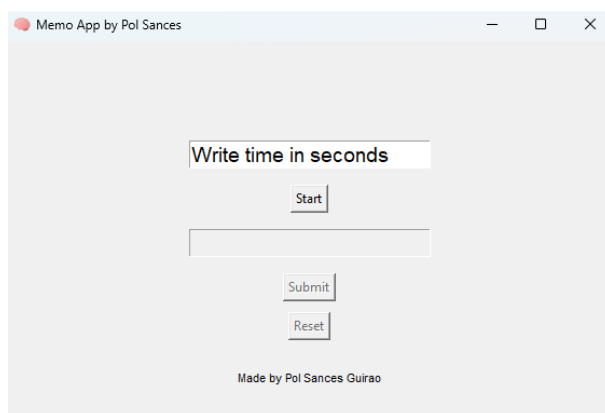 Memo App by Pol Sances
Write time in seconds
Start
Submit
Reset
Made by Pol Sances Guirao